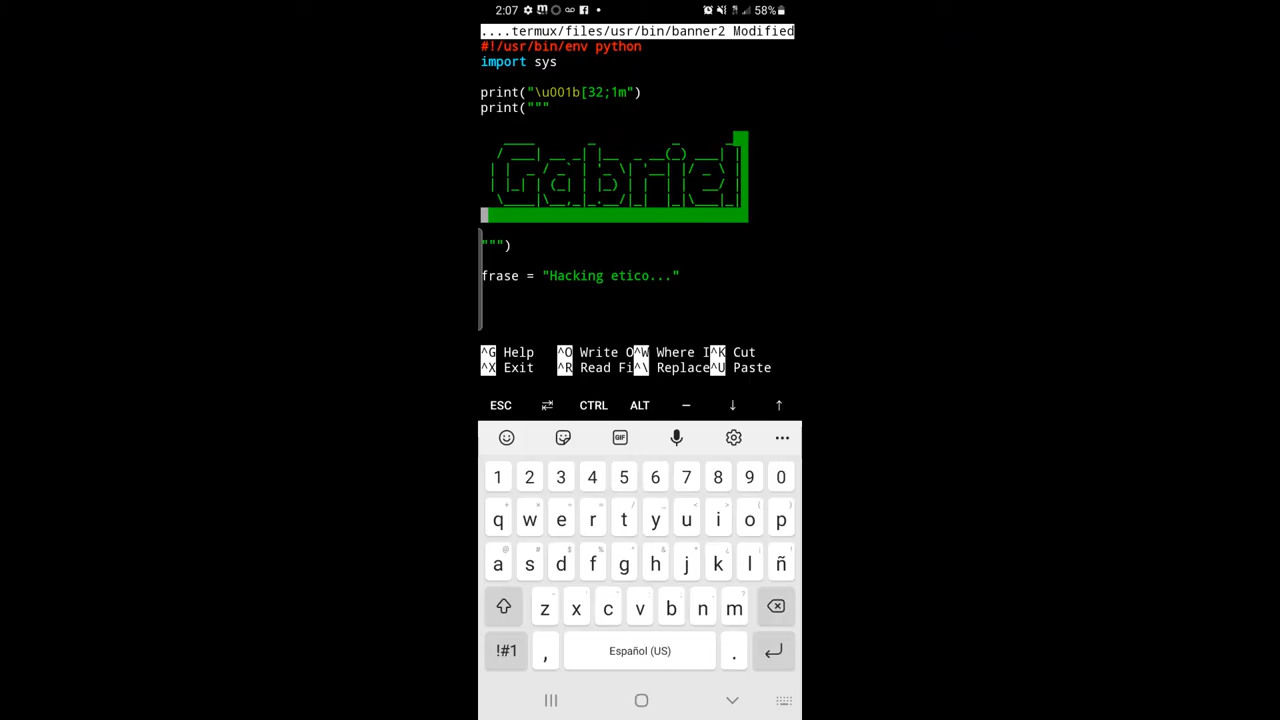 2:07 58%
....termux/files/usr/bin/banner2 Modified
#!/usr/bin/env python
import sys
print("\u001b[32;1m")
print("""
Gabriel
""")
frase = "Hacking etico..."
^G Help ^O Write O^W Where I^K Cut
^X Exit ^R Read Fi^\ Replace^U Paste
ESC CTRL ALT
GIF
1 2 3 4 5 6 7 8 9 0
q w e r t y u i o p
a s d f g h j k l ñ
z x c v b n m
!#1 , Español (US) .